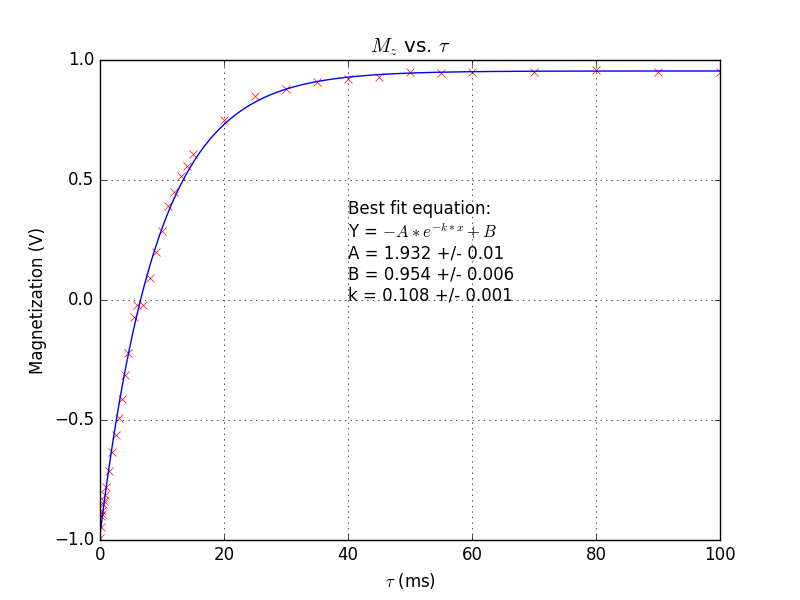 M_z vs. τ
1.0
0.5
0.0
−0.5
−1.0
Magnetization (V)
Best fit equation:
Y = −A ∗ e^{−k∗x} + B
A = 1.932 +/- 0.01
B = 0.954 +/- 0.006
k = 0.108 +/- 0.001
0 20 40 60 80 100
τ (ms)